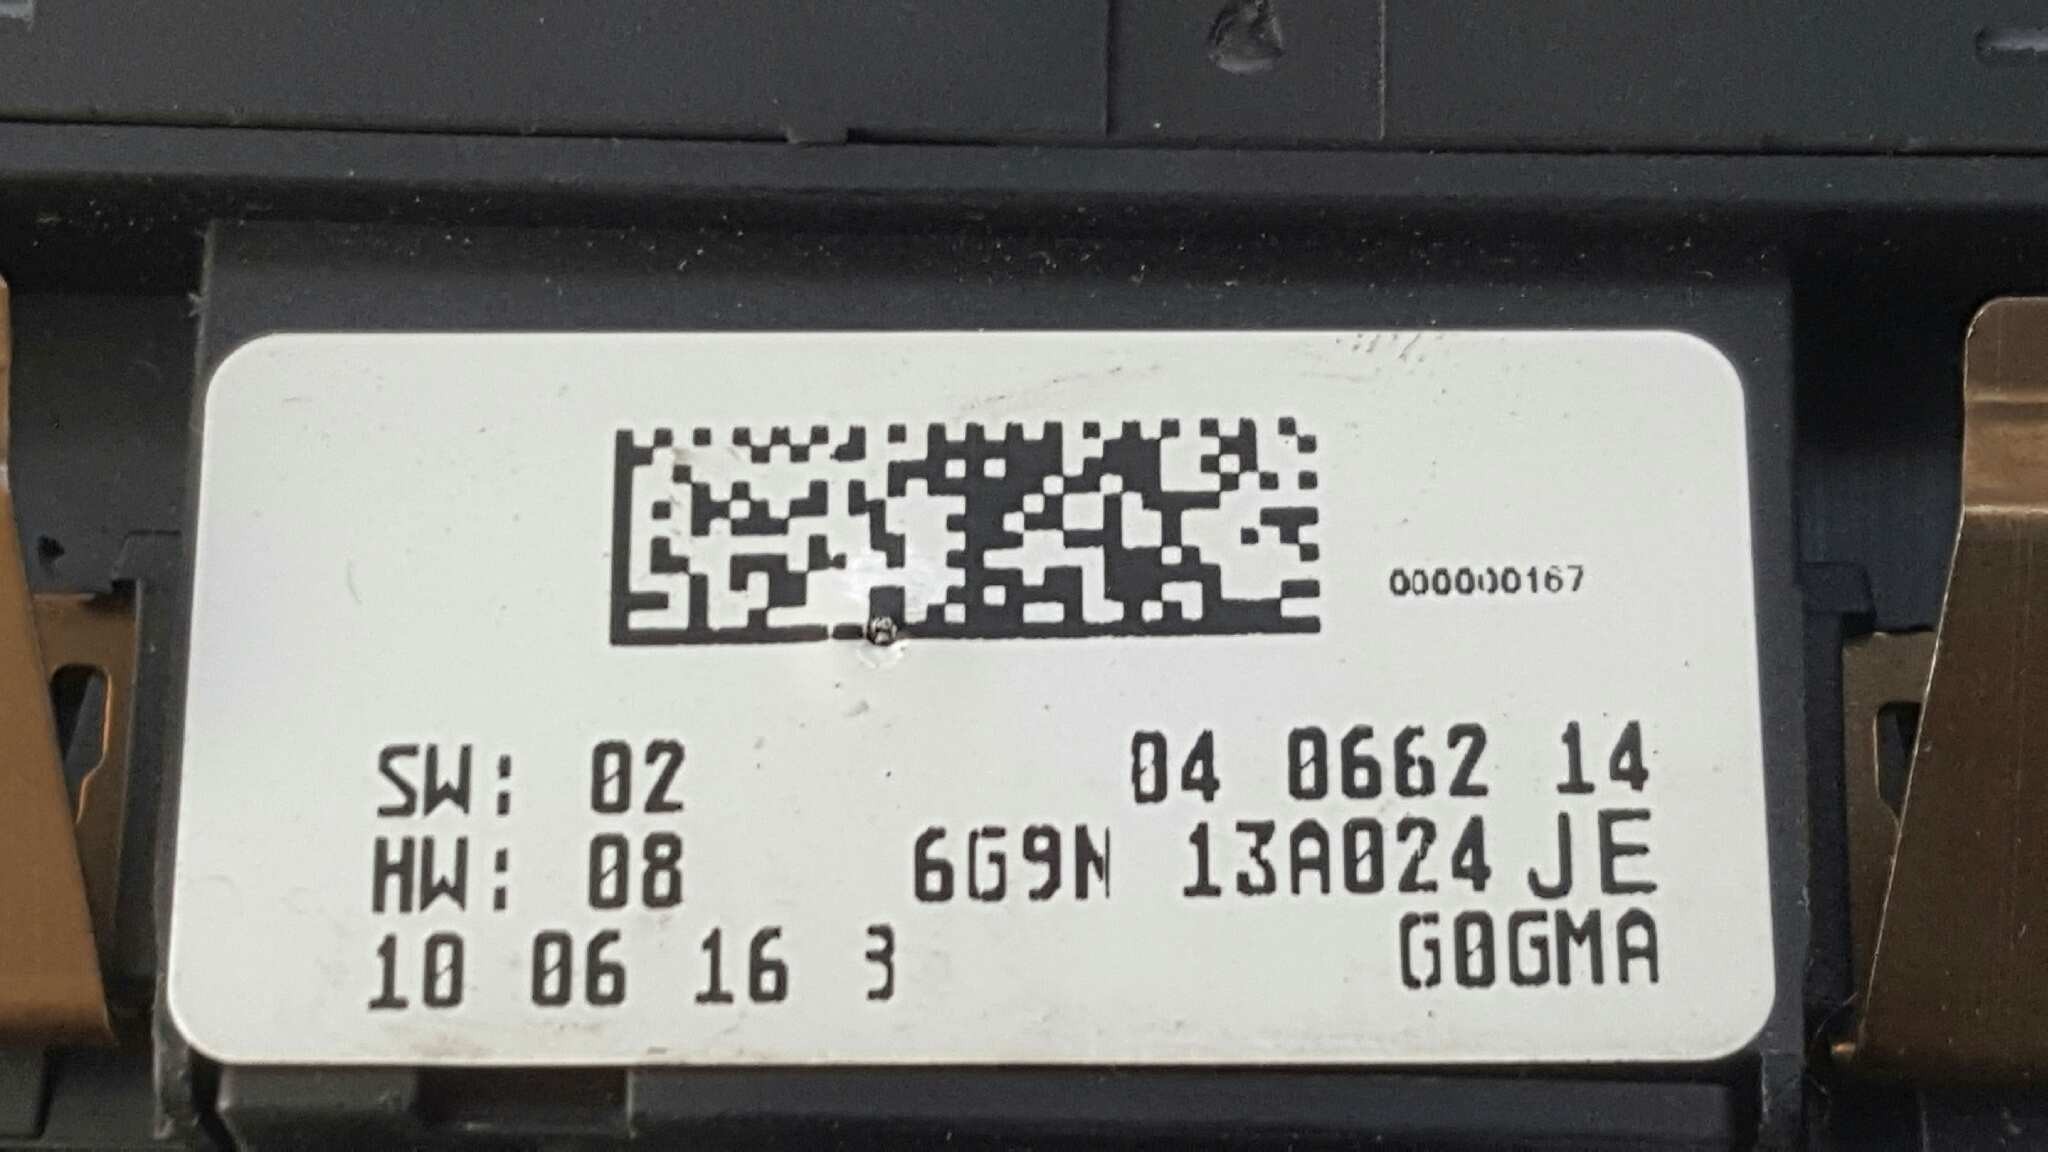 000000167
SW: 02 04 0662 14
HW: 08 6G9N 13A024 JE
10 06 16 3 G0GMA